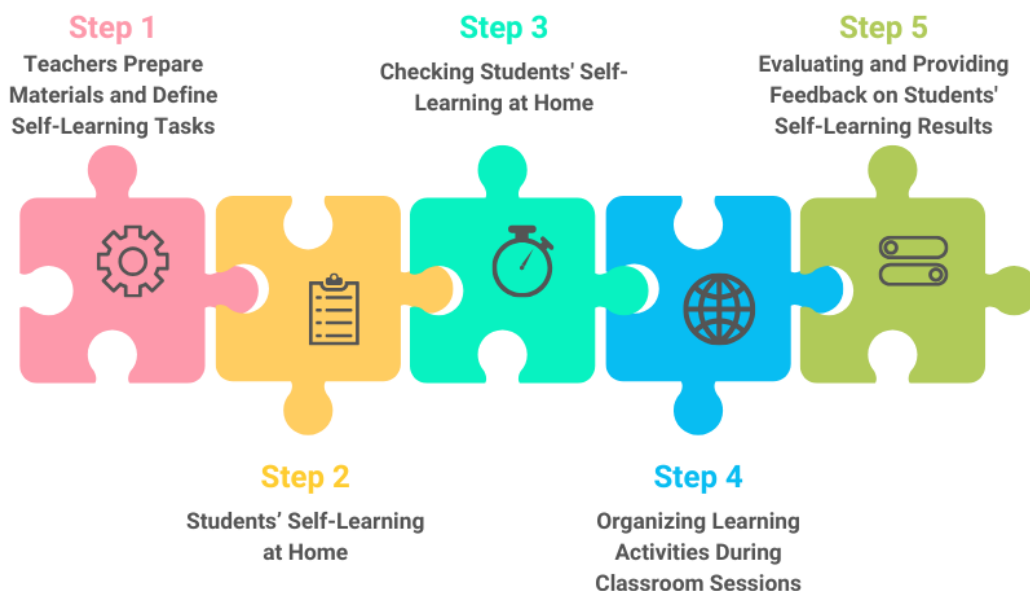 Step 1
Teachers Prepare
Materials and Define
Self-Learning Tasks
Step 2
Students’ Self-Learning
at Home
Step 3
Checking Students' Self-
Learning at Home
Step 4
Organizing Learning
Activities During
Classroom Sessions
Step 5
Evaluating and Providing
Feedback on Students'
Self-Learning Results